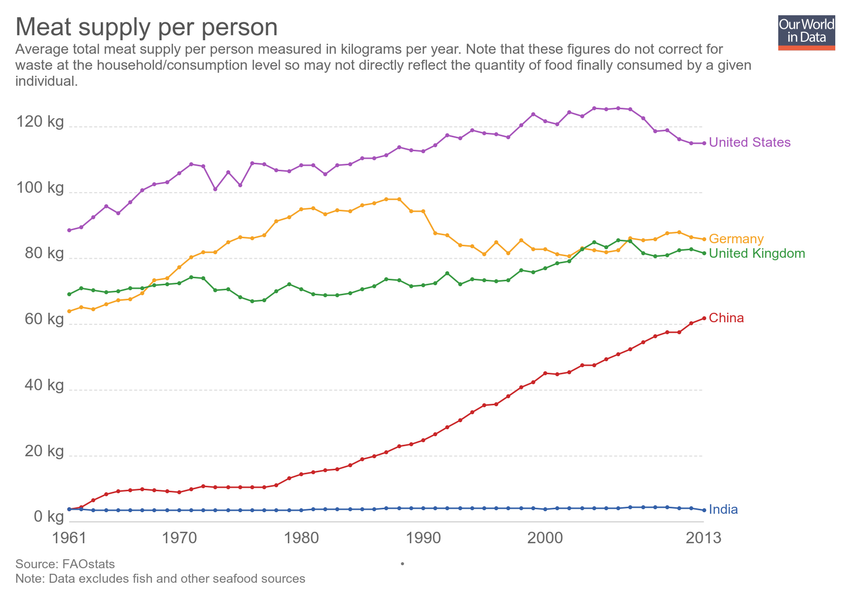 Meat supply per person
Our World
in Data
Average total meat supply per person measured in kilograms per year. Note that these figures do not correct for
waste at the household/consumption level so may not directly reflect the quantity of food finally consumed by a given
individual.
120 kg
United States
100 kg
80 kg
Germany
United Kingdom
60 kg
China
40 kg
20 kg
0 kg
India
1961
1970
1980
1990
2000
2013
Source: FAOstats
Note: Data excludes fish and other seafood sources